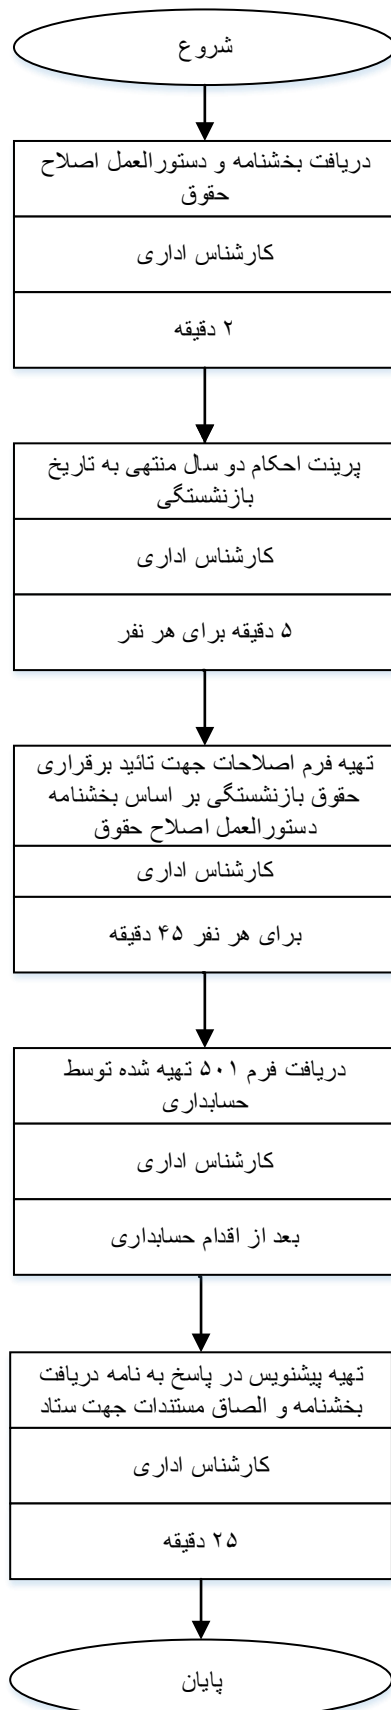 شروع
دریافت بخشنامه و دستورالعمل اصلاح
حقوق
کارشناس اداری
۲ دقیقه
پرینت احکام دو سال منتهی به تاریخ
بازنشستگی
کارشناس اداری
۵ دقیقه برای هر نفر
تهیه فرم اصلاحات جهت تائید برقراری
حقوق بازنشستگی بر اساس بخشنامه
دستورالعمل اصلاح حقوق
کارشناس اداری
برای هر نفر ۴۵ دقیقه
دریافت فرم ۵۰۱ تهیه شده توسط
حسابداری
کارشناس اداری
بعد از اقدام حسابداری
تهیه پیشنویس در پاسخ به نامه دریافت
بخشنامه و الصاق مستندات جهت ستاد
کارشناس اداری
۲۵ دقیقه
پایان